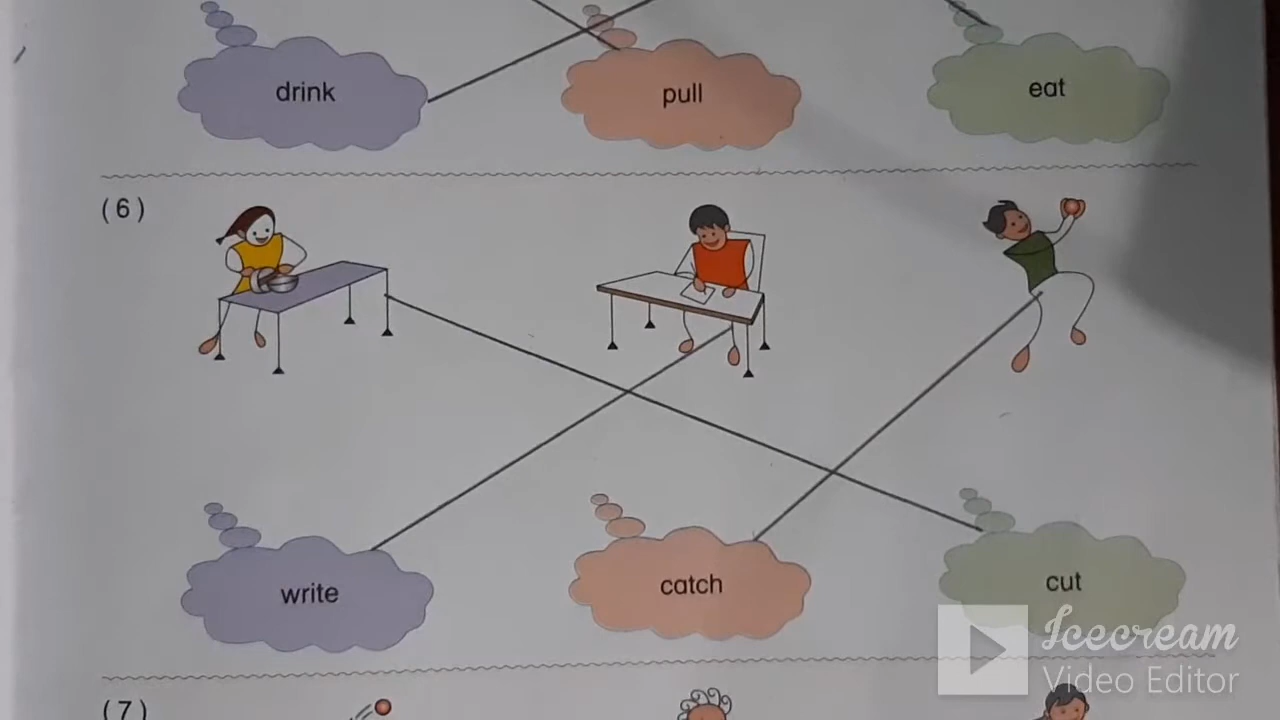 drink
pull
eat
(6)
write
catch
cut
Icecream
Video Editor
(7)